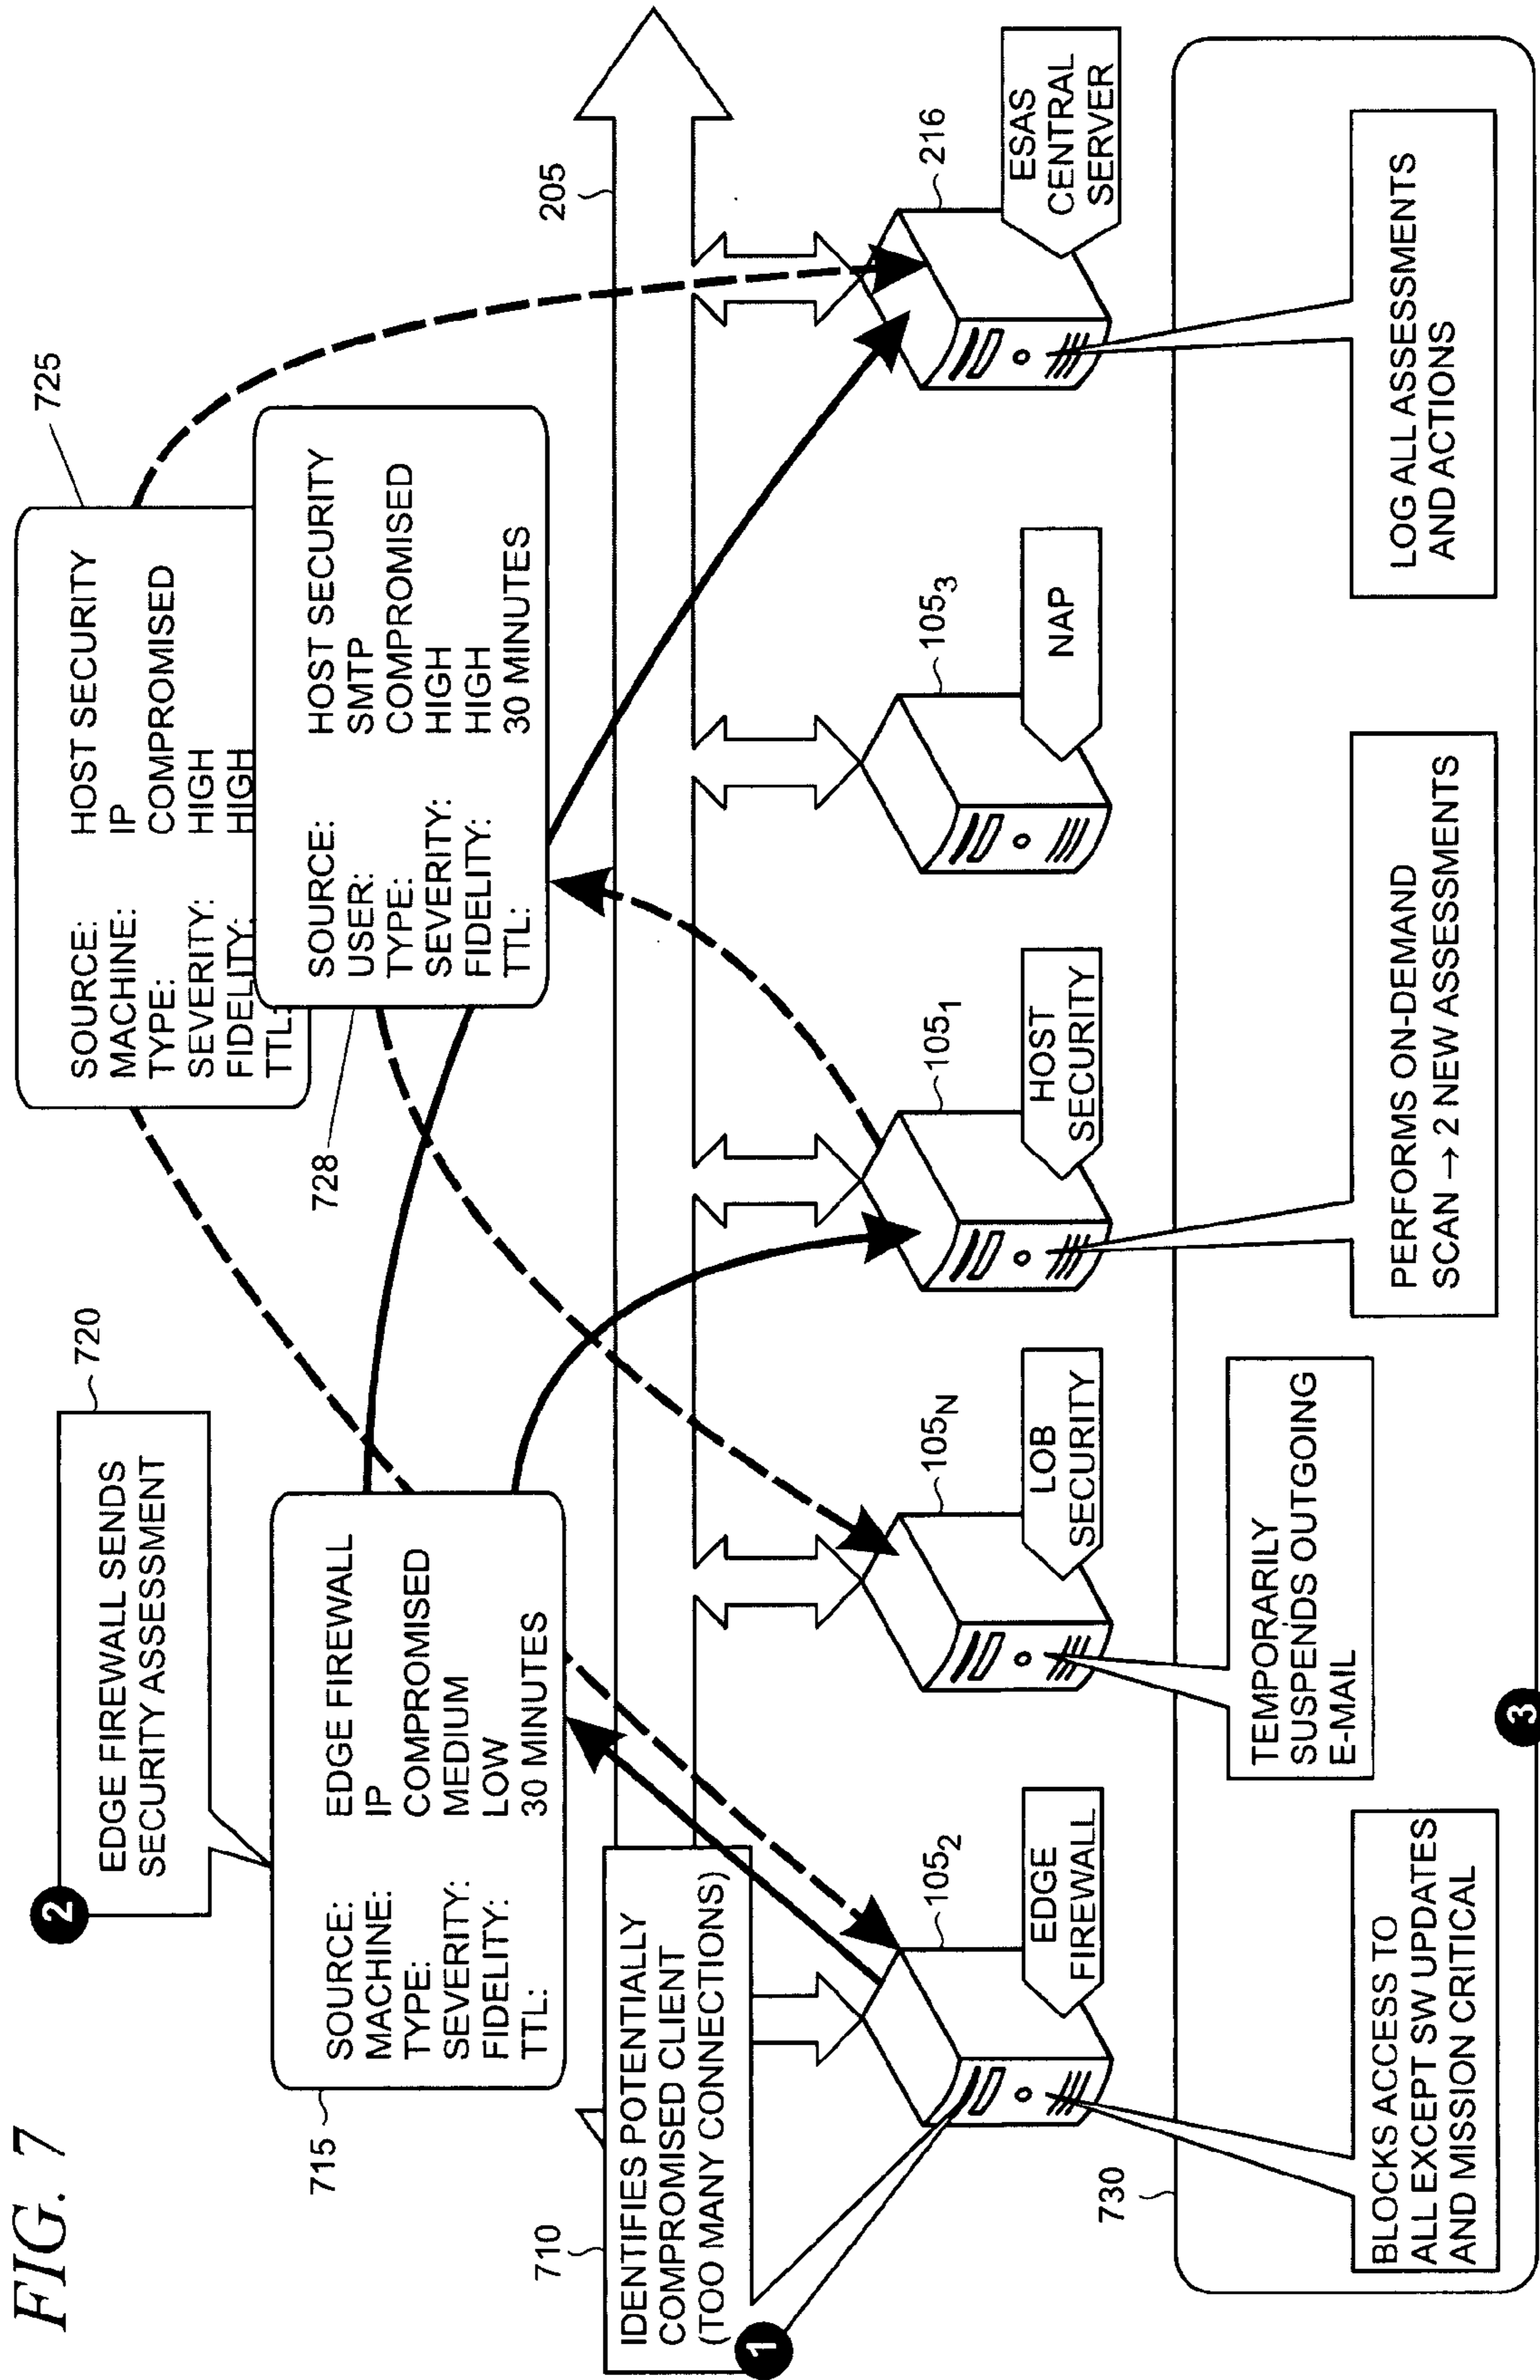 FIG. 7
2
EDGE FIREWALL SENDS
SECURITY ASSESSMENT
720
725
SOURCE: HOST SECURITY
MACHINE: IP
TYPE: COMPROMISED
SEVERITY: HIGH
FIDELITY: HIGH
TTL:
715
SOURCE: EDGE FIREWALL
MACHINE: IP
TYPE: COMPROMISED
SEVERITY: MEDIUM
FIDELITY: LOW
TTL: 30 MINUTES
728
SOURCE: HOST SECURITY
USER: SMTP
TYPE: COMPROMISED
SEVERITY: HIGH
FIDELITY: HIGH
TTL: 30 MINUTES
710
IDENTIFIES POTENTIALLY
COMPROMISED CLIENT
(TOO MANY CONNECTIONS)
1
205
105₂
EDGE
FIREWALL
105N
LOB
SECURITY
105₁
HOST
SECURITY
105₃
NAP
216
ESAS
CENTRAL
SERVER
730
BLOCKS ACCESS TO
ALL EXCEPT SW UPDATES
AND MISSION CRITICAL
TEMPORARILY
SUSPENDS OUTGOING
E-MAIL
PERFORMS ON-DEMAND
SCAN → 2 NEW ASSESSMENTS
LOG ALL ASSESSMENTS
AND ACTIONS
3